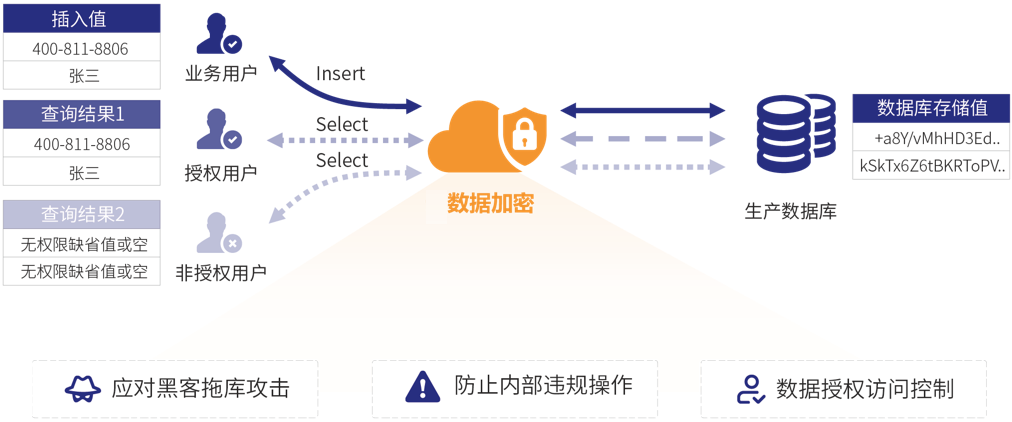 插入值
400-811-8806
张三
业务用户
Insert
查询结果1
400-811-8806
张三
授权用户
Select
Select
查询结果2
无权限缺省值或空
无权限缺省值或空
非授权用户
数据加密
生产数据库
数据库存储值
+a8Y/vMhHD3Ed..
kSkTx6Z6tBKRToPV..
应对黑客拖库攻击
防止内部违规操作
数据授权访问控制